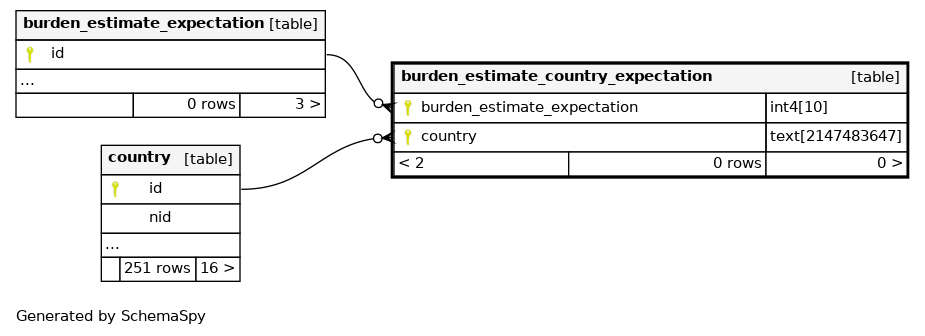 burden_estimate_expectation [table]
id
...
0 rows 3 >
burden_estimate_country_expectation [table]
burden_estimate_expectation int4[10]
country text[2147483647]
< 2 0 rows 0 >
country [table]
id
nid
...
251 rows 16 >
Generated by SchemaSpy